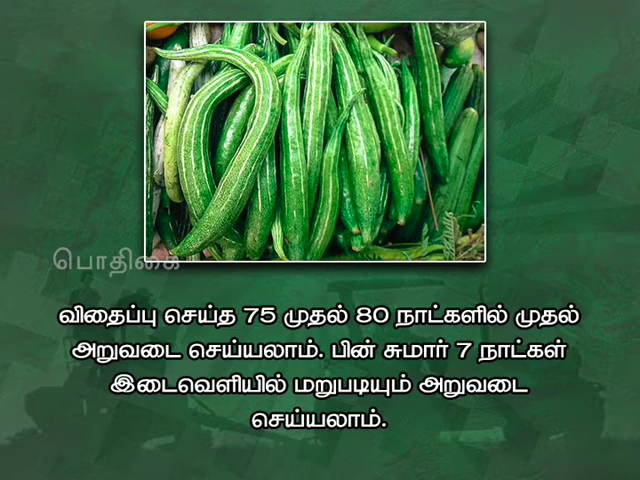 பொதிகை
விதைப்பு செய்த 75 முதல் 80 நாட்களில் முதல்
அறுவடை செய்யலாம். பின் சுமார் 7 நாட்கள்
இடைவெளியில் மறுபடியும் அறுவடை
செய்யலாம்.